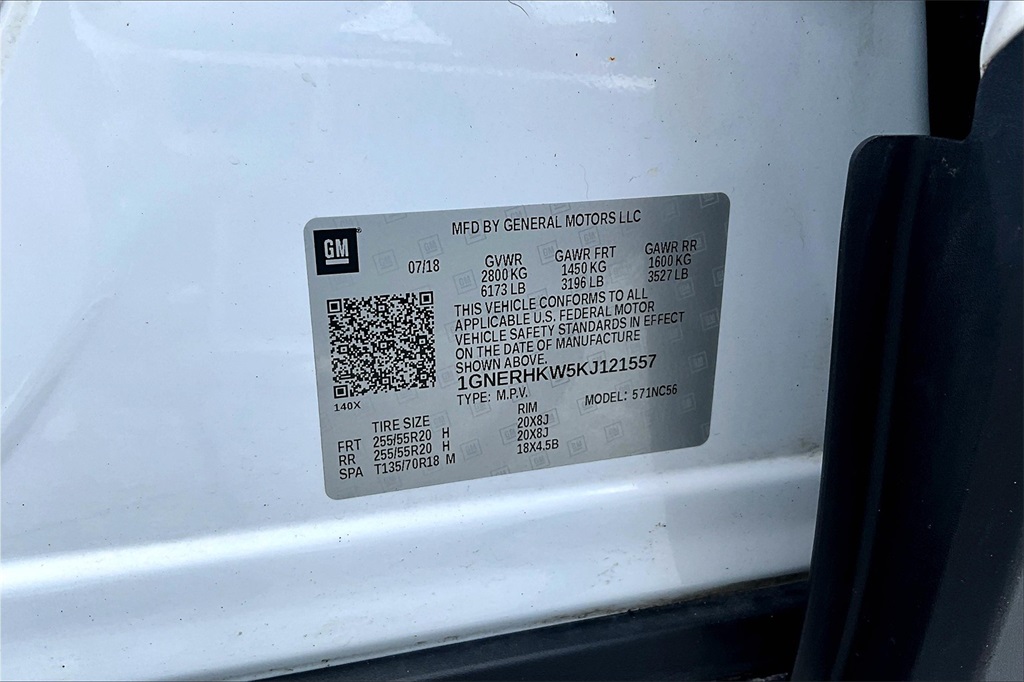 GM
MFD BY GENERAL MOTORS LLC
07/18
GVWR
2800 KG
6173 LB
GAWR FRT
1450 KG
3196 LB
GAWR RR
1600 KG
3527 LB
THIS VEHICLE CONFORMS TO ALL
APPLICABLE U.S. FEDERAL MOTOR
VEHICLE SAFETY STANDARDS IN EFFECT
ON THE DATE OF MANUFACTURE
SHOWN ABOVE.
1GNERHKW5KJ121557
TYPE: M.P.V. MODEL: 571NC56
140X
TIRE SIZE RIM
FRT 255/55R20 H 20X8J
RR 255/55R20 H 20X8J
SPA T135/70R18 M 18X4.5B